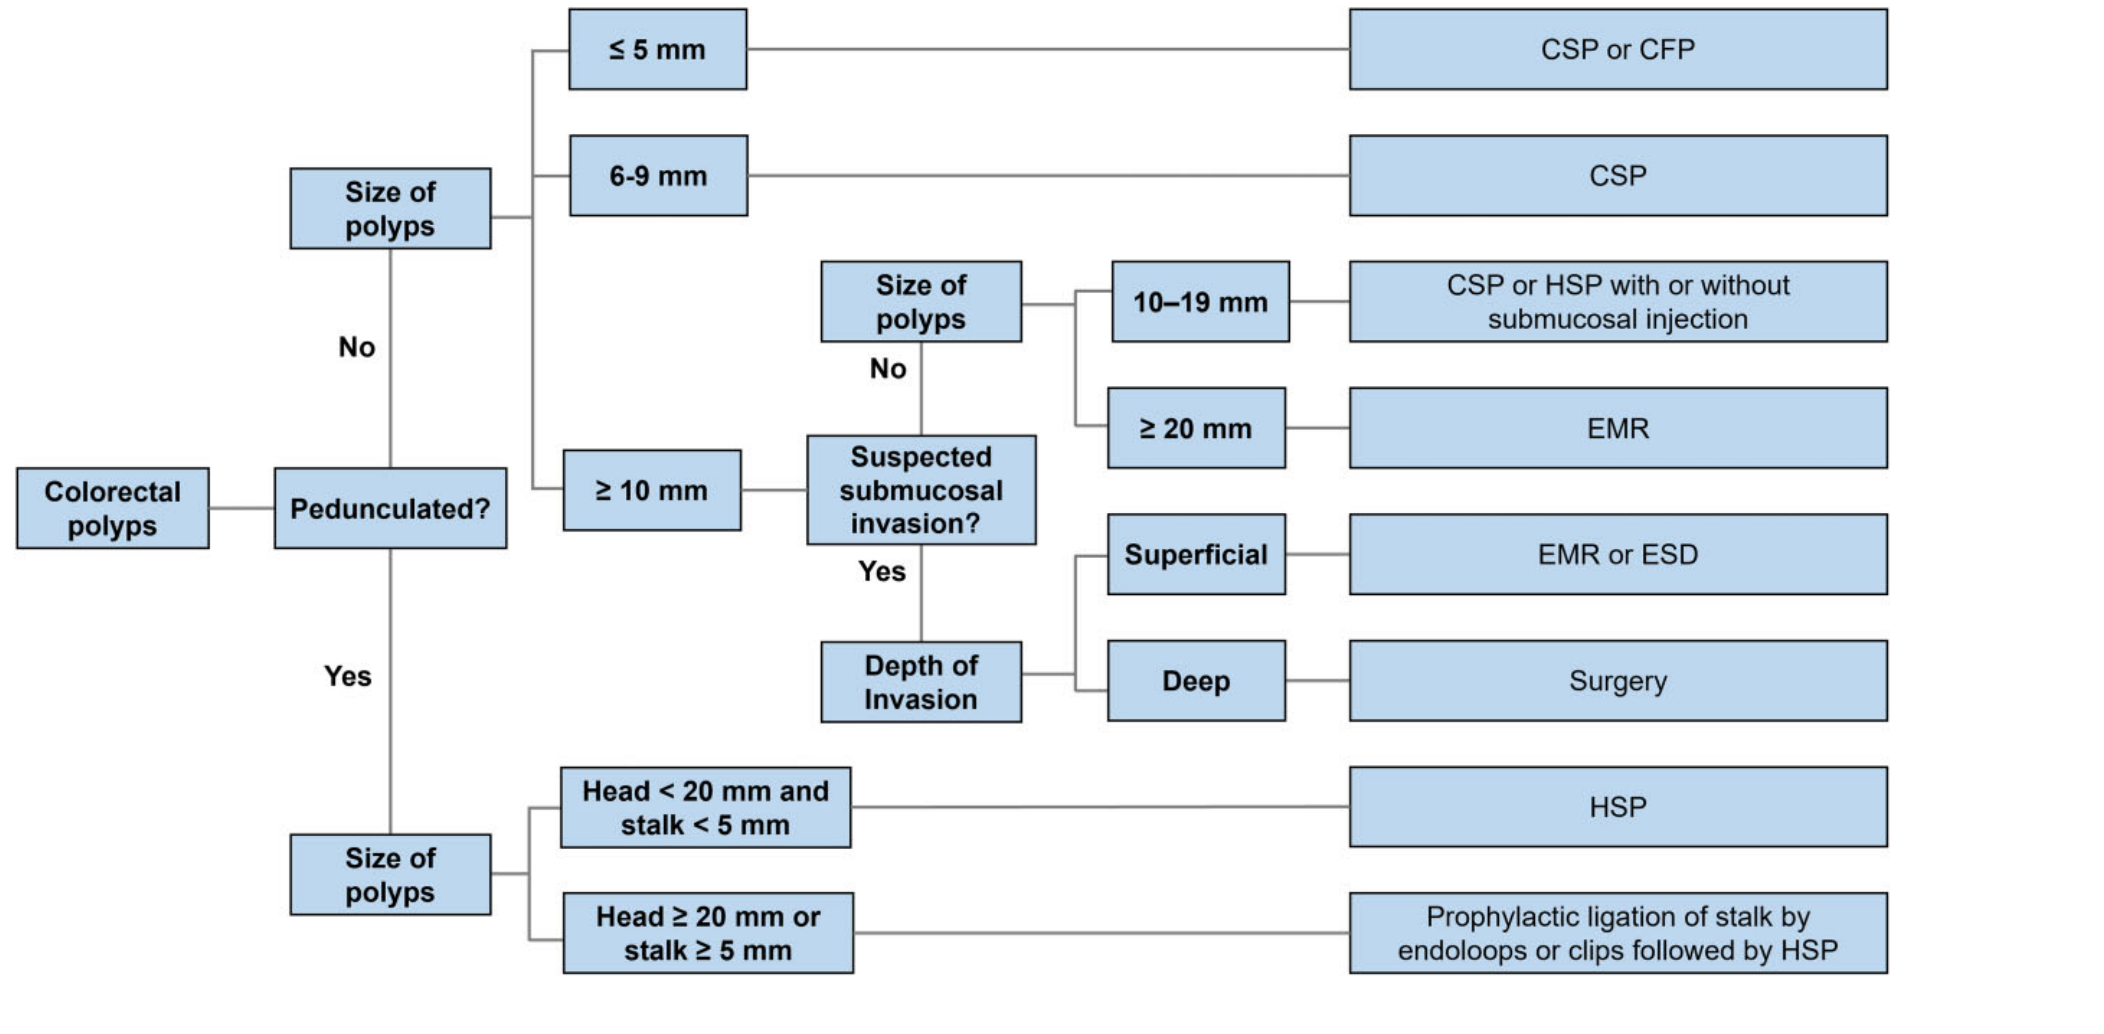 ≤ 5 mm
CSP or CFP
6-9 mm
CSP
Size of
polyps
No
Size of
polyps
10–19 mm
CSP or HSP with or without
submucosal injection
No
≥ 20 mm
EMR
Colorectal
polyps
Pedunculated?
≥ 10 mm
Suspected
submucosal
invasion?
Yes
Superficial
EMR or ESD
Depth of
Invasion
Deep
Surgery
Yes
Size of
polyps
Head < 20 mm and
stalk < 5 mm
HSP
Head ≥ 20 mm or
stalk ≥ 5 mm
Prophylactic ligation of stalk by
endoloops or clips followed by HSP